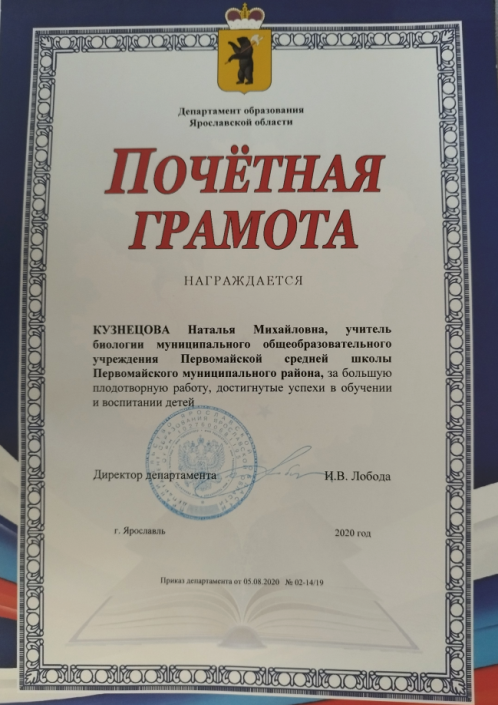 Департамент образования
Ярославской области
ПОЧЁТНАЯ
ГРАМОТА
НАГРАЖДАЕТСЯ
КУЗНЕЦОВА Наталья Михайловна, учитель
биологии муниципального общеобразовательного
учреждения Первомайской средней школы
Первомайского муниципального района, за большую
плодотворную работу, достигнутые успехи в обучении
и воспитании детей
Директор департамента И.В. Лобода
г. Ярославль 2020 год
Приказ департамента от 05.08.2020 № 02-14/19